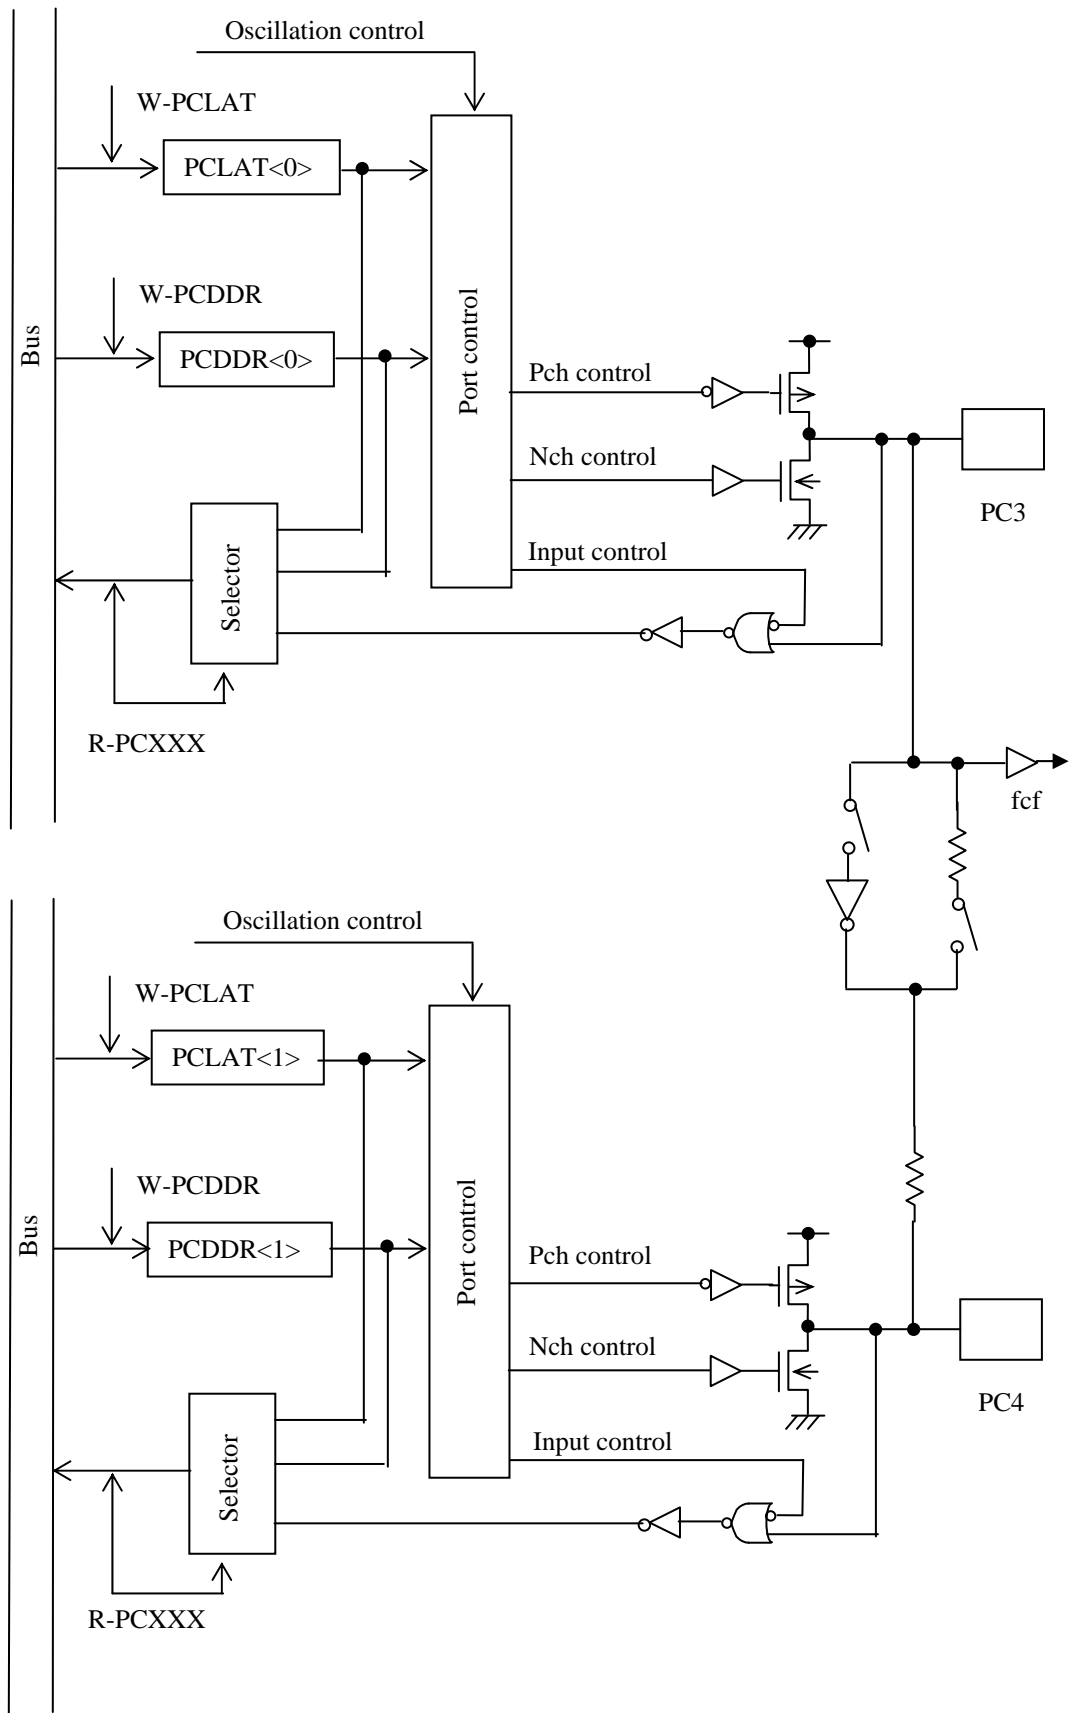 Oscillation control
W-PCLAT
PCLAT<0>
W-PCDDR
PCDDR<0>
Bus
Port control
Pch control
Nch control
PC3
Input control
Selector
R-PCXXX
fcf
Oscillation control
W-PCLAT
PCLAT<1>
W-PCDDR
PCDDR<1>
Bus
Port control
Pch control
Nch control
PC4
Input control
Selector
R-PCXXX